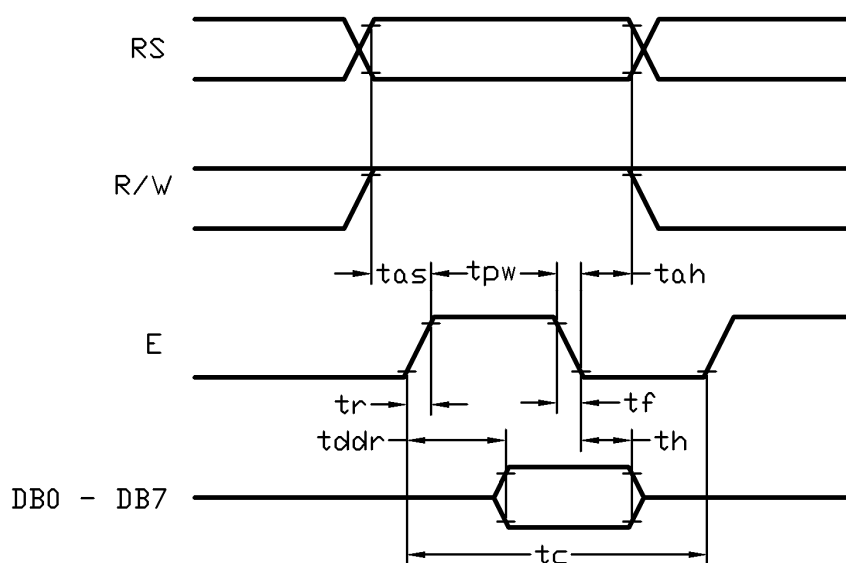 RS
R/W
tas tpw tah
E
tr tf
tddr th
DB0 - DB7
tc